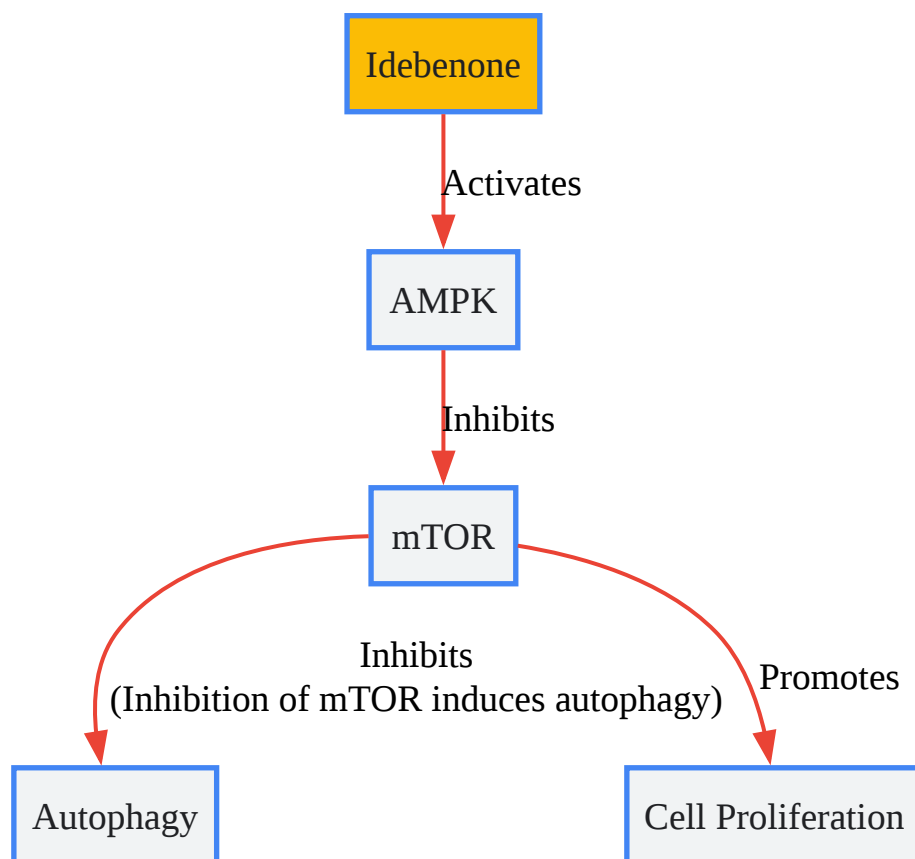 Idebenone
Activates
AMPK
Inhibits
mTOR
Inhibits
(Inhibition of mTOR induces autophagy)
Promotes
Autophagy
Cell Proliferation